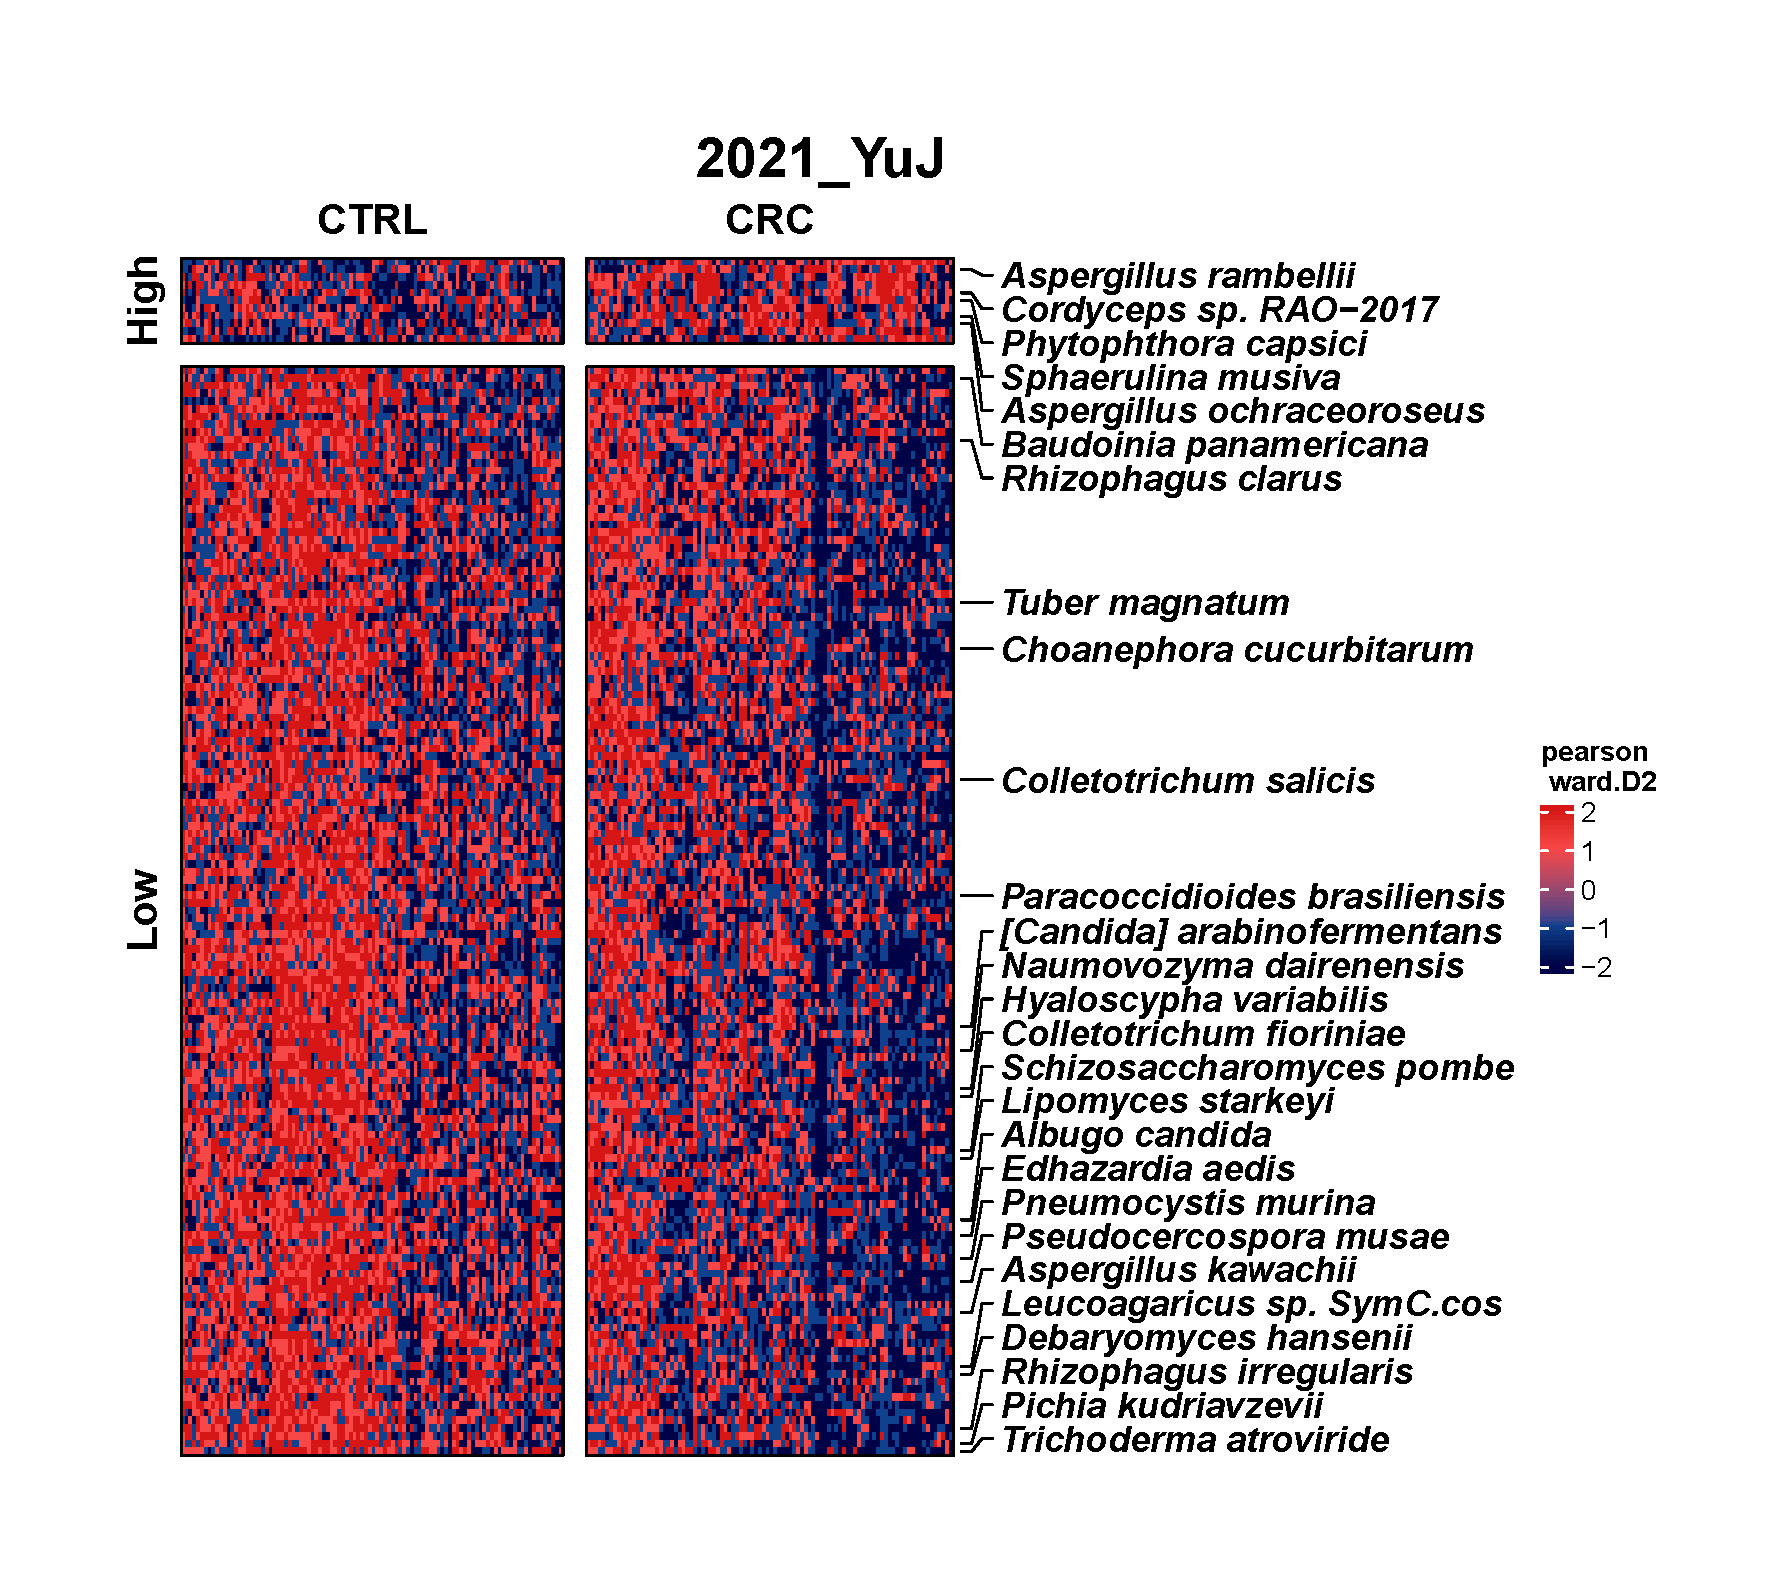 2021_YuJ
CTRL
CRC
High
Low
Aspergillus rambellii
Cordyceps sp. RAO−2017
Phytophthora capsici
Sphaerulina musiva
Aspergillus ochraceoroseus
Baudoinia panamericana
Rhizophagus clarus
Tuber magnatum
Choanephora cucurbitarum
Colletotrichum salicis
Paracoccidioides brasiliensis
[Candida] arabinofermentans
Naumovozyma dairenensis
Hyaloscypha variabilis
Colletotrichum fioriniae
Schizosaccharomyces pombe
Lipomyces starkeyi
Albugo candida
Edhazardia aedis
Pneumocystis murina
Pseudocercospora musae
Aspergillus kawachii
Leucoagaricus sp. SymC.cos
Debaryomyces hansenii
Rhizophagus irregularis
Pichia kudriavzevii
Trichoderma atroviride
pearson
ward.D2
2
1
0
−1
−2